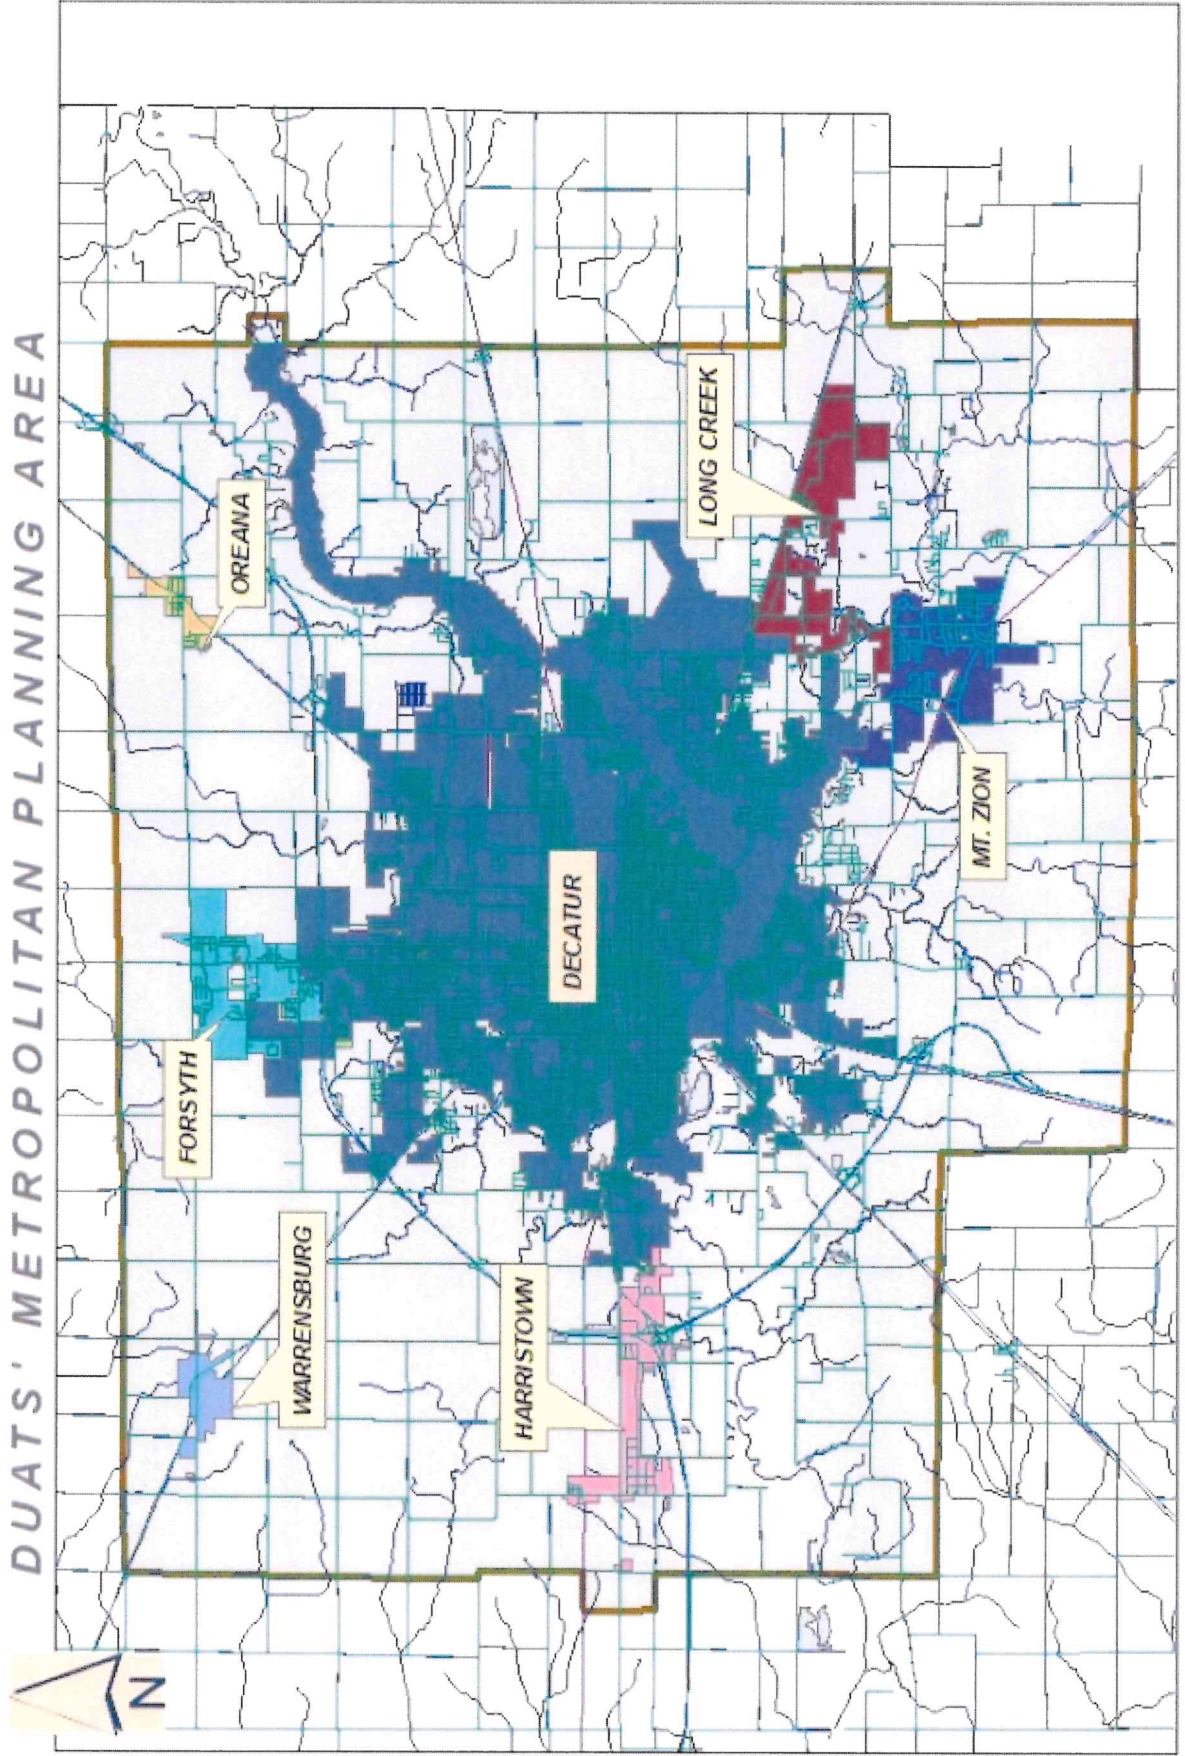 DUATS' METROPOLITAN PLANNING AREA
OREANA
FORSYTH
WARRENSBURG
LONG CREEK
DECATUR
HARRISTOWN
MT. ZION
N